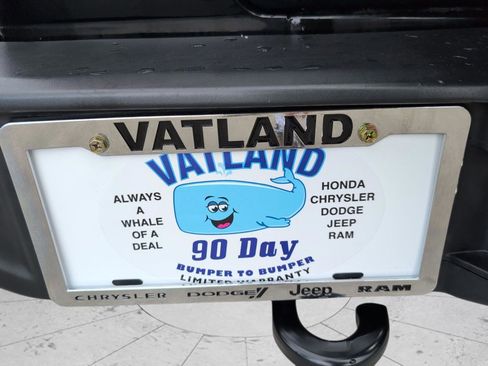 VATLAND
VATLAND
ALWAYS
A
WHALE
OF A
DEAL
HONDA
CHRYSLER
DODGE
JEEP
RAM
90 Day
BUMPER TO BUMPER
LIMITED WARRANTY
CHRYSLER DODGE Jeep RAM